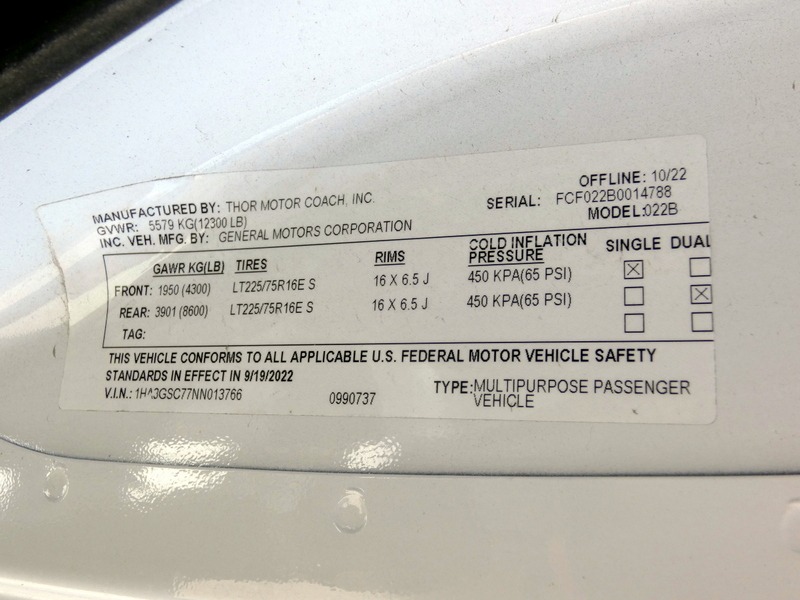 MANUFACTURED BY: THOR MOTOR COACH, INC.
OFFLINE: 10/22
GVWR: 5579 KG(12300 LB)
SERIAL: FCF022B0014788
INC. VEH. MFG. BY: GENERAL MOTORS CORPORATION
MODEL:022B
GAWR KG(LB) TIRES RIMS COLD INFLATION PRESSURE SINGLE DUAL
FRONT: 1950 (4300) LT225/75R16E S 16 X 6.5 J 450 KPA(65 PSI)
REAR: 3901 (8600) LT225/75R16E S 16 X 6.5 J 450 KPA(65 PSI)
TAG:
THIS VEHICLE CONFORMS TO ALL APPLICABLE U.S. FEDERAL MOTOR VEHICLE SAFETY
STANDARDS IN EFFECT IN 9/19/2022
V.I.N.: 0990737 TYPE:MULTIPURPOSE PASSENGER
VEHICLE